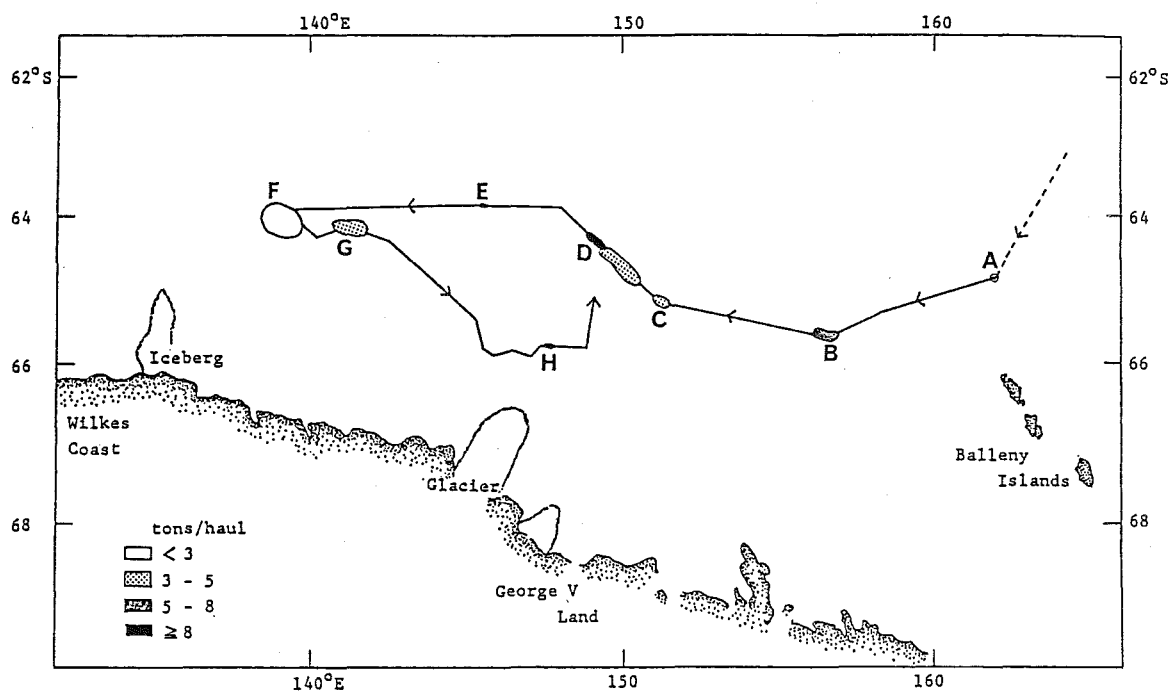 140°E 150 160
62°S 62°S
F E
64 64
G D A
C B
H
66 66
Iceberg
Wilkes
Coast
Balleny
Islands
Glacier
68 68
tons/haul
< 3
3 - 5
5 - 8
≧ 8
George V
Land
140°E 150 160